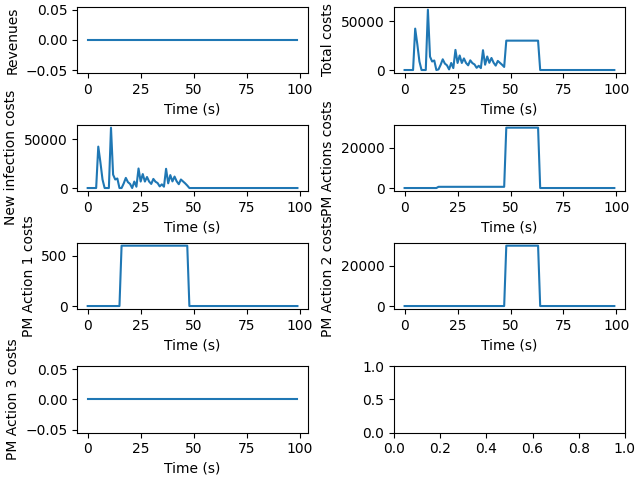 Revenues
0.05
0.00
−0.05
0 25 50 75 100
Time (s)
Total costs
50000
0
0 25 50 75 100
Time (s)
New infection costs
50000
0
0 25 50 75 100
Time (s)
PM Actions costs
20000
0
0 25 50 75 100
Time (s)
PM Action 1 costs
500
0
0 25 50 75 100
Time (s)
PM Action 2 costs
20000
0
0 25 50 75 100
Time (s)
PM Action 3 costs
0.05
0.00
−0.05
0 25 50 75 100
Time (s)
1.0
0.5
0.0
0.0 0.2 0.4 0.6 0.8 1.0